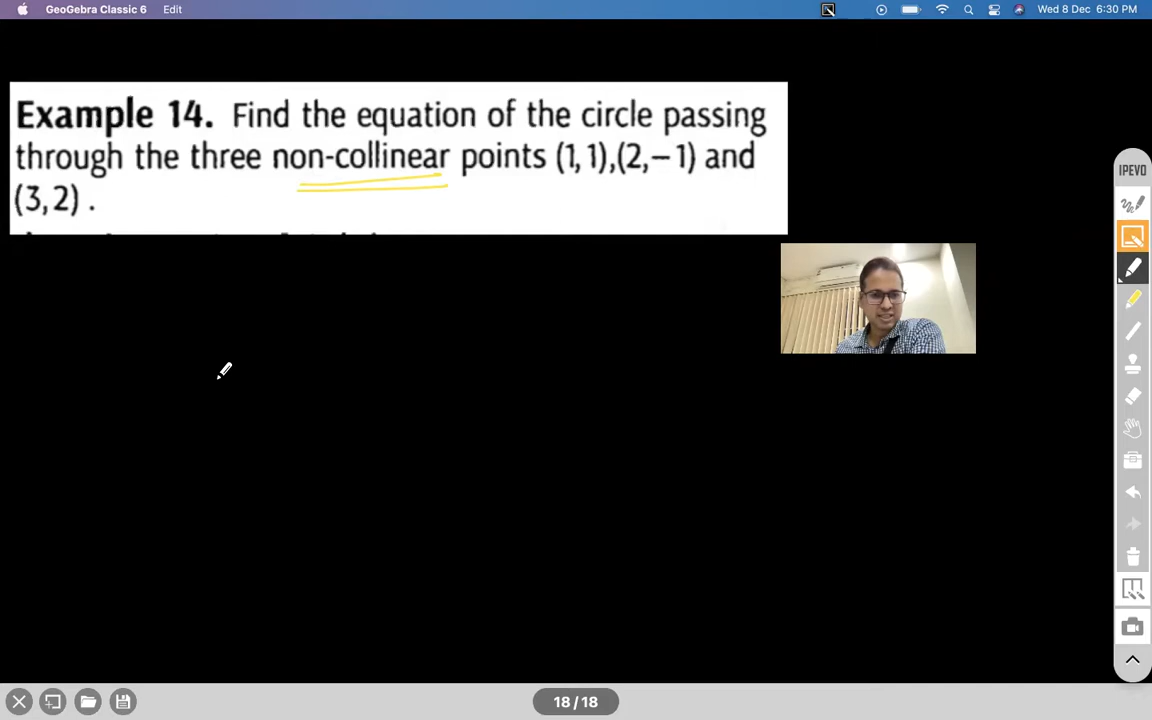 GeoGebra Classic 6 Edit Wed 8 Dec 6:30 PM
Example 14. Find the equation of the circle passing
through the three non-collinear points (1, 1),(2,− 1) and
(3, 2) .
IPEVO
18 / 18